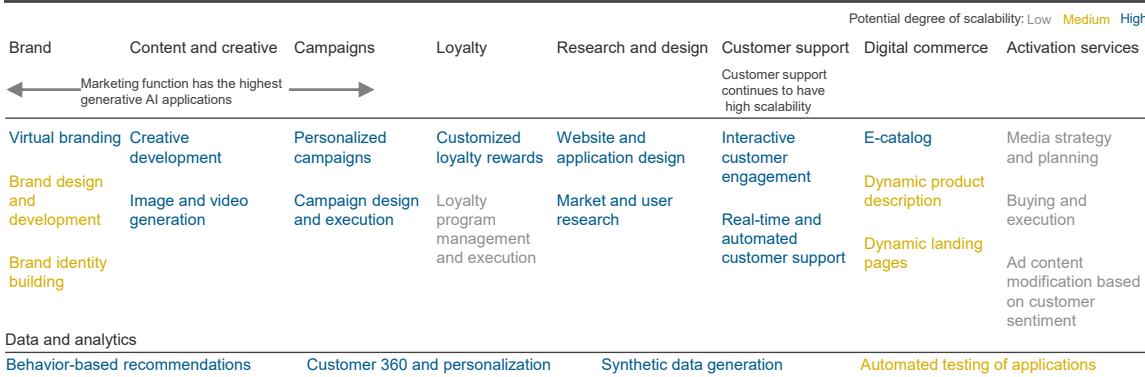 Potential degree of scalability: Low Medium High
Brand
Content and creative
Campaigns
Loyalty
Research and design
Customer support
Digital commerce
Activation services
Marketing function has the highest
generative AI applications
Customer support
continues to have
high scalability
Virtual branding
Brand design
and
development
Brand identity
building
Creative
development
Image and video
generation
Personalized
campaigns
Campaign design
and execution
Customized
loyalty rewards
Loyalty
program
management
and execution
Website and
application design
Market and user
research
Interactive
customer
engagement
Real-time and
automated
customer support
E-catalog
Dynamic product
description
Dynamic landing
pages
Media strategy
and planning
Buying and
execution
Ad content
modification based
on customer
sentiment
Data and analytics
Behavior-based recommendations
Customer 360 and personalization
Synthetic data generation
Automated testing of applications